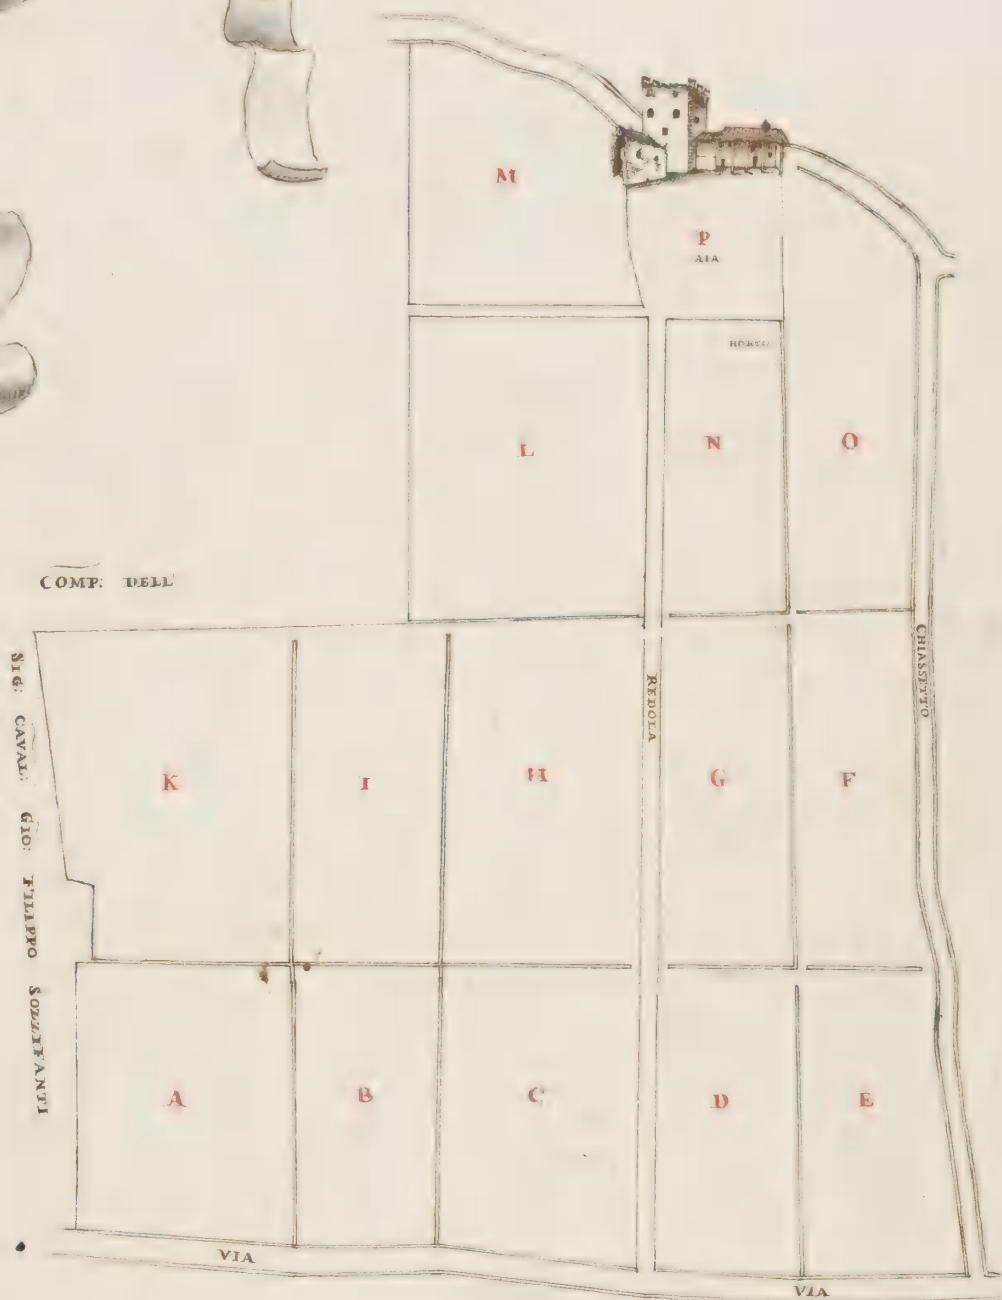 M
P
AIA
HORTO
L
N
O
COMP: DELL'
SIG: CAVAL: GIO: FILIPPO SOZZIFANTI
REDOLA
CHIASSETTO
K
I
H
G
F
A
B
C
D
E
VIA
VIA